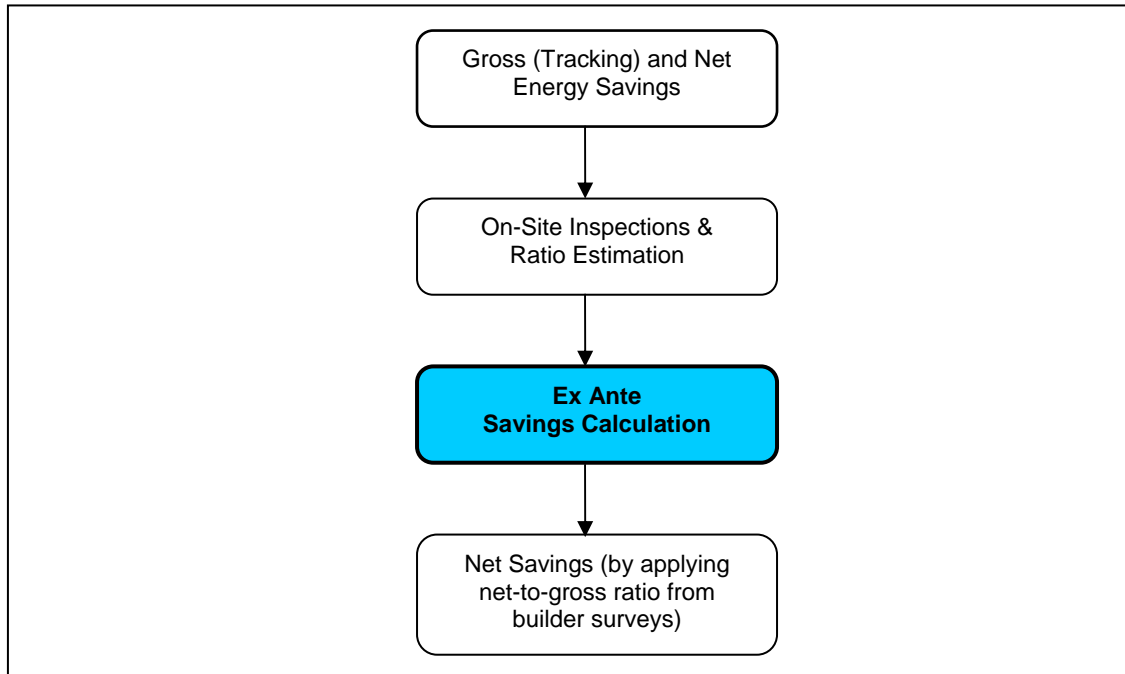 Gross (Tracking) and Net
Energy Savings
On-Site Inspections &
Ratio Estimation
Ex Ante
Savings Calculation
Net Savings (by applying
net-to-gross ratio from
builder surveys)